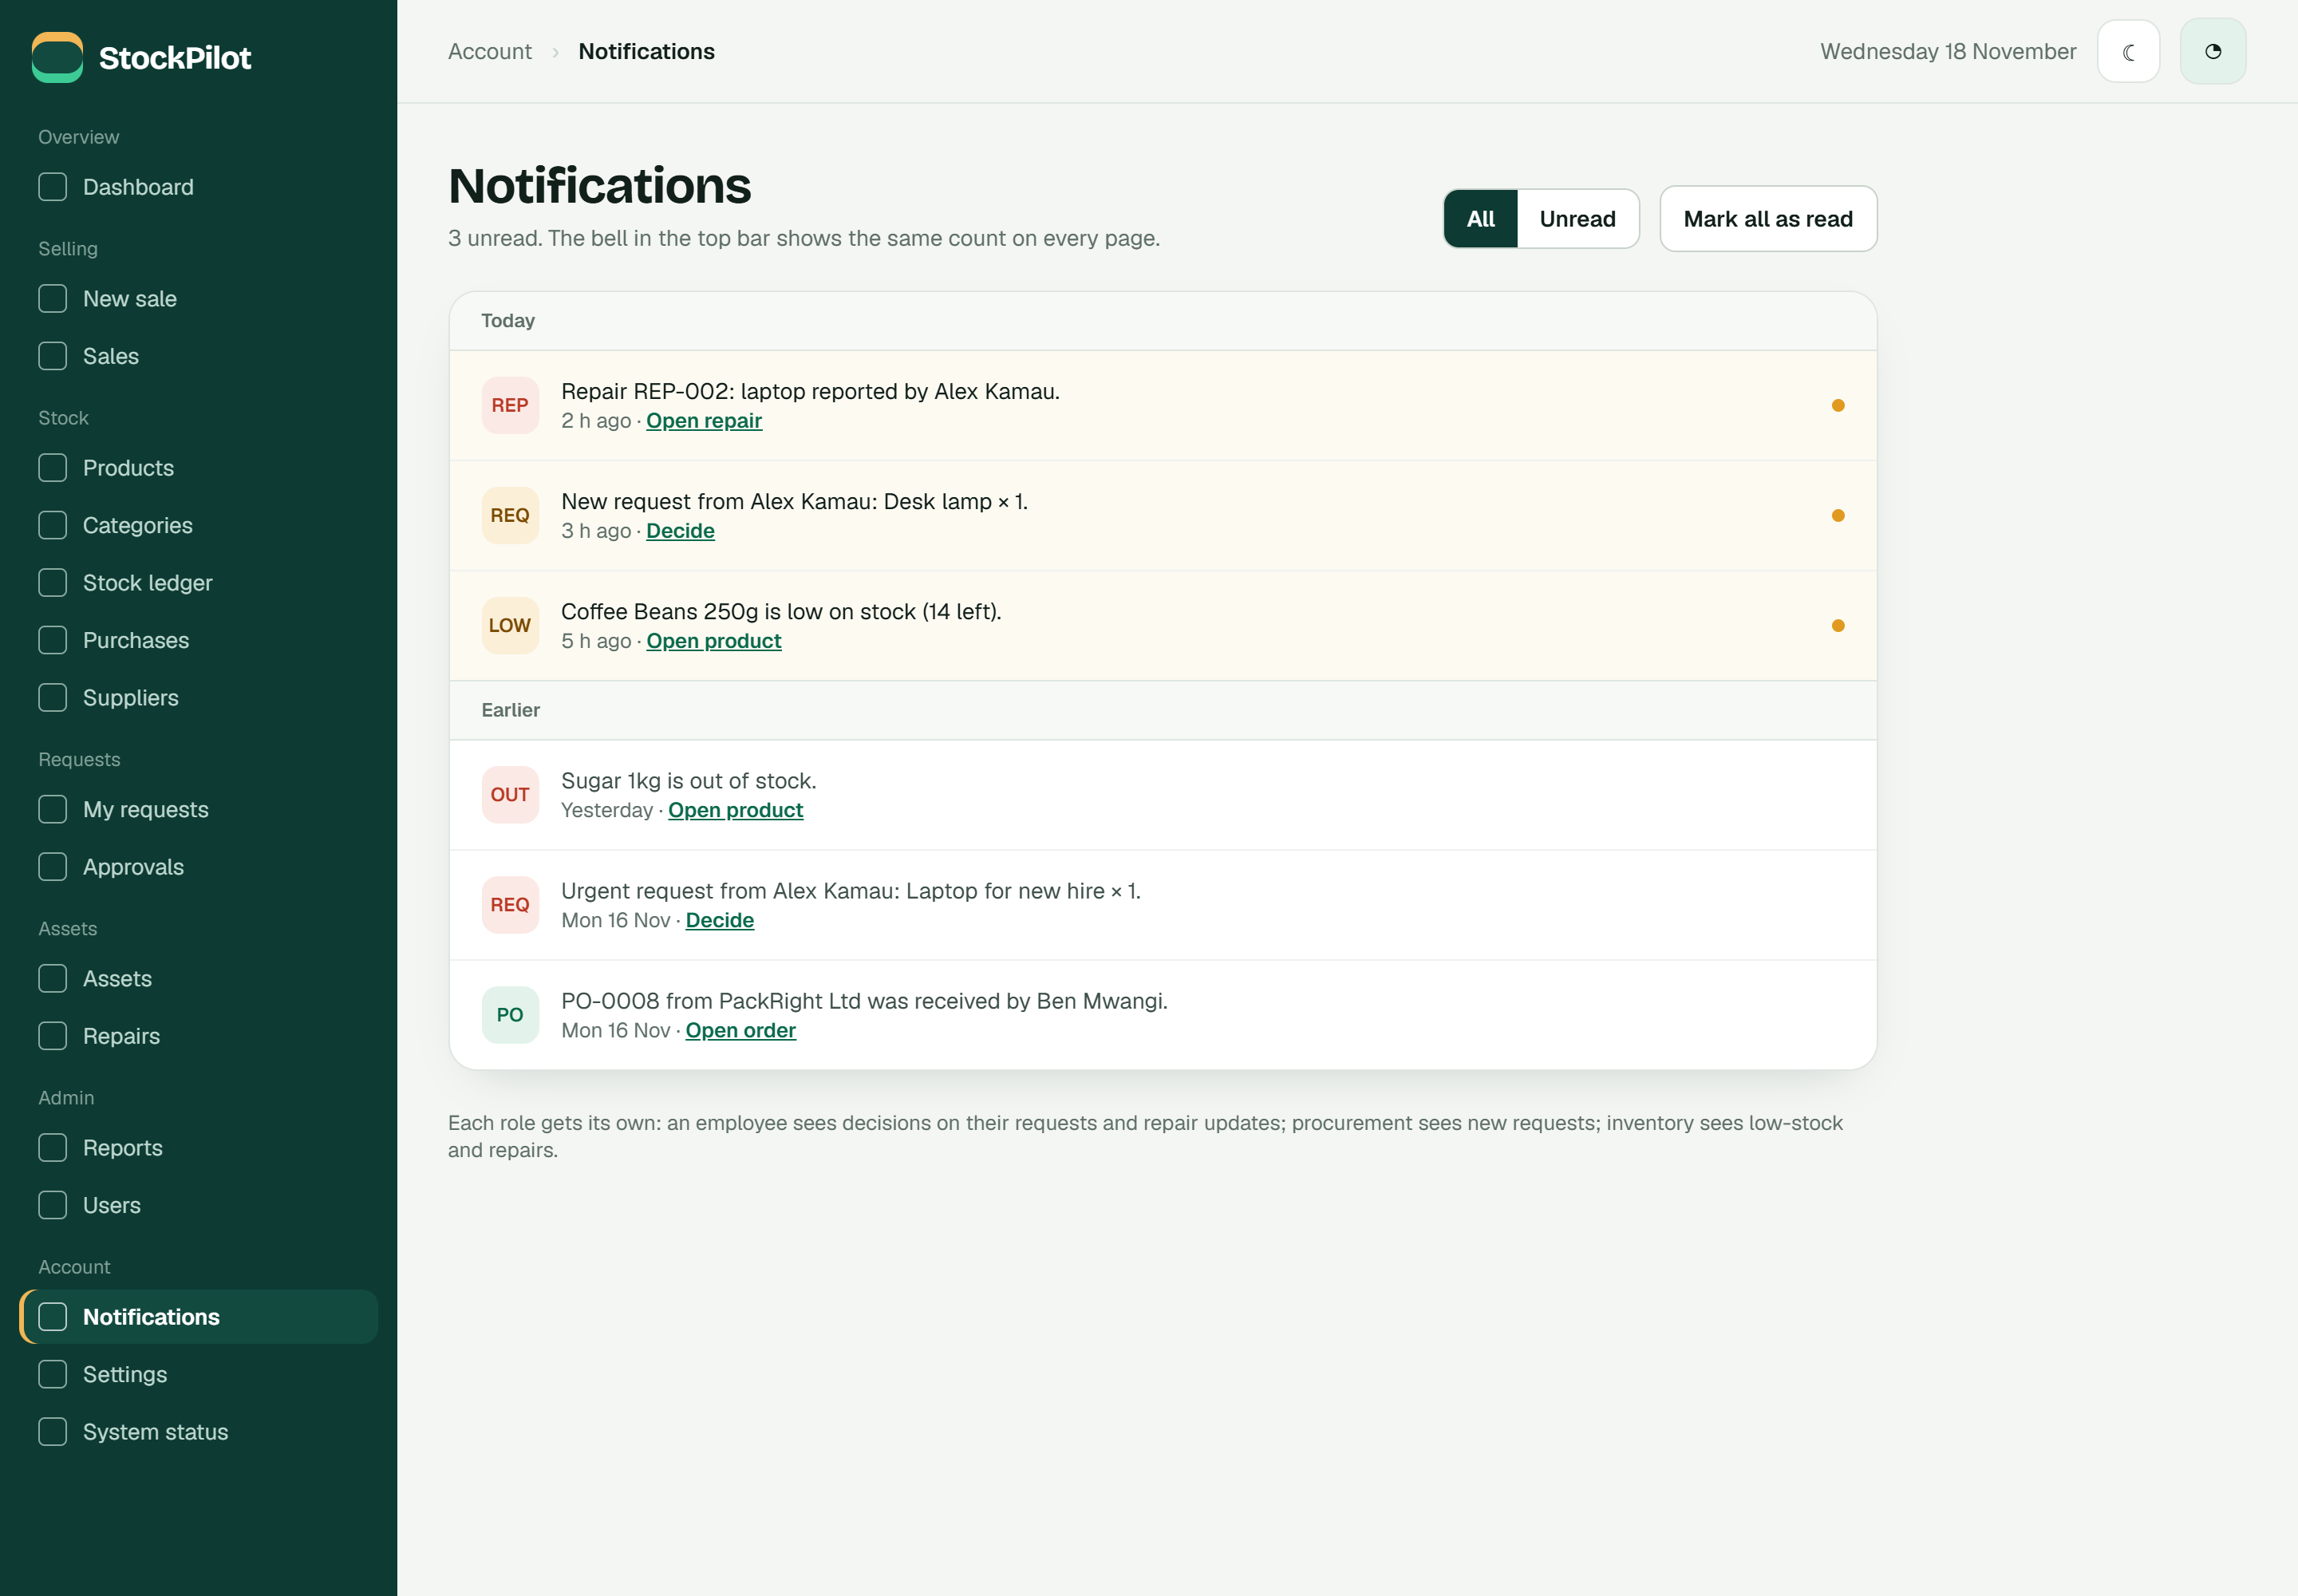 StockPilot
Overview
Dashboard
Selling
New sale
Sales
Stock
Products
Categories
Stock ledger
Purchases
Suppliers
Requests
My requests
Approvals
Assets
Assets
Repairs
Admin
Reports
Users
Account
Notifications
Settings
System status
Account › Notifications
Wednesday 18 November
Notifications
3 unread. The bell in the top bar shows the same count on every page.
All
Unread
Mark all as read
Today
REP
Repair REP-002: laptop reported by Alex Kamau.
2 h ago · Open repair
REQ
New request from Alex Kamau: Desk lamp × 1.
3 h ago · Decide
LOW
Coffee Beans 250g is low on stock (14 left).
5 h ago · Open product
Earlier
OUT
Sugar 1kg is out of stock.
Yesterday · Open product
REQ
Urgent request from Alex Kamau: Laptop for new hire × 1.
Mon 16 Nov · Decide
PO
PO-0008 from PackRight Ltd was received by Ben Mwangi.
Mon 16 Nov · Open order
Each role gets its own: an employee sees decisions on their requests and repair updates; procurement sees new requests; inventory sees low-stock
and repairs.